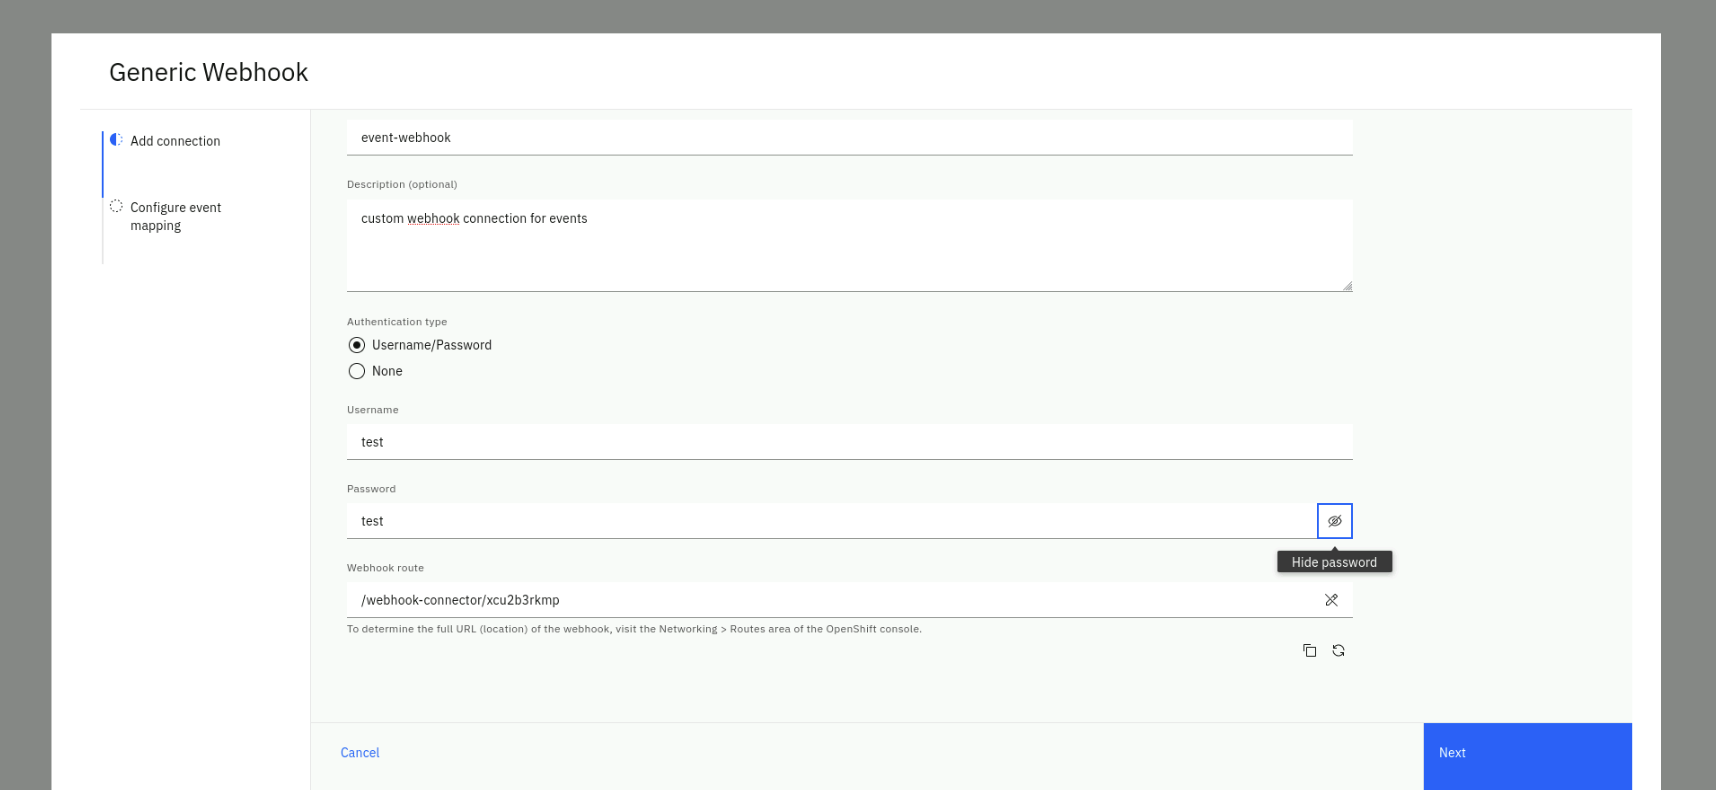 Generic Webhook
Add connection
Configure event
mapping
event-webhook
Description (optional)
custom webhook connection for events
Authentication type
Username/Password
None
Username
test
Password
test
Hide password
Webhook route
/webhook-connector/xcu2b3rkmp
To determine the full URL (location) of the webhook, visit the Networking > Routes area of the OpenShift console.
Cancel
Next